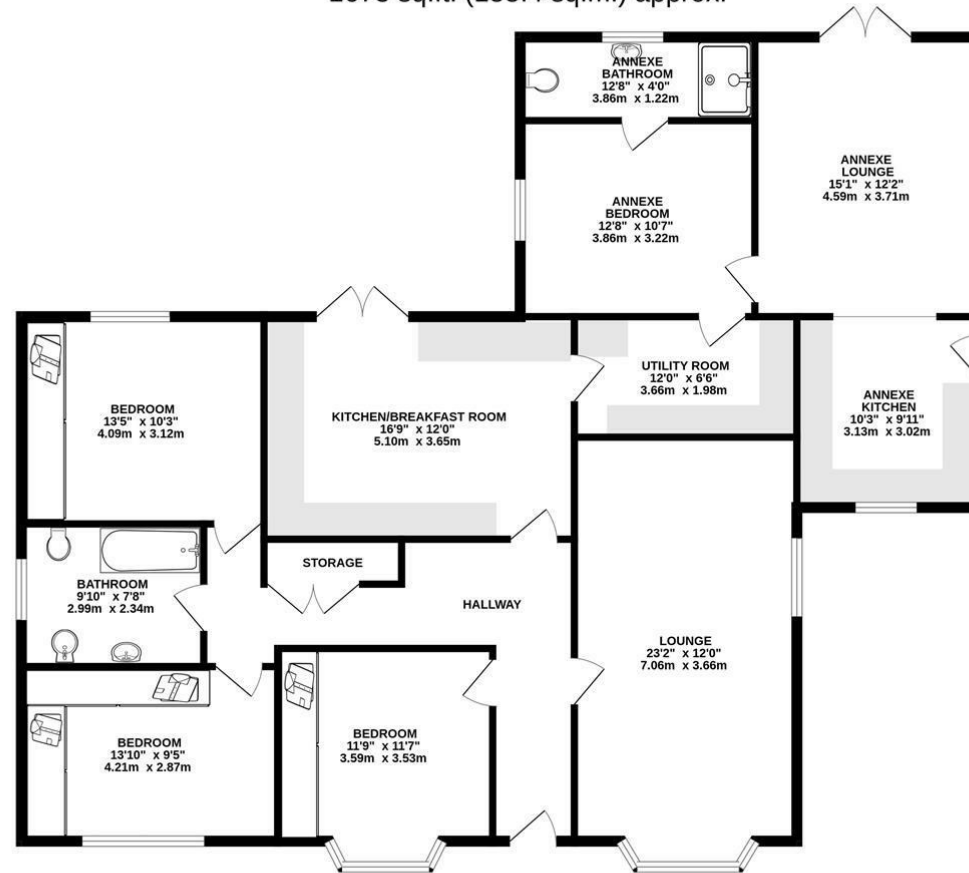 ANNEXE
BATHROOM
12'8" x 4'0"
3.86m x 1.22m
ANNEXE
LOUNGE
15'1" x 12'2"
4.59m x 3.71m
ANNEXE
BEDROOM
12'8" x 10'7"
3.86m x 3.22m
UTILITY ROOM
12'0" x 6'6"
3.66m x 1.98m
ANNEXE
KITCHEN
10'3" x 9'11"
3.13m x 3.02m
BEDROOM
13'5" x 10'3"
4.09m x 3.12m
KITCHEN/BREAKFAST ROOM
16'9" x 12'0"
5.10m x 3.65m
STORAGE
BATHROOM
9'10" x 7'8"
2.99m x 2.34m
HALLWAY
LOUNGE
23'2" x 12'0"
7.06m x 3.66m
BEDROOM
13'10" x 9'5"
4.21m x 2.87m
BEDROOM
11'9" x 11'7"
3.59m x 3.53m